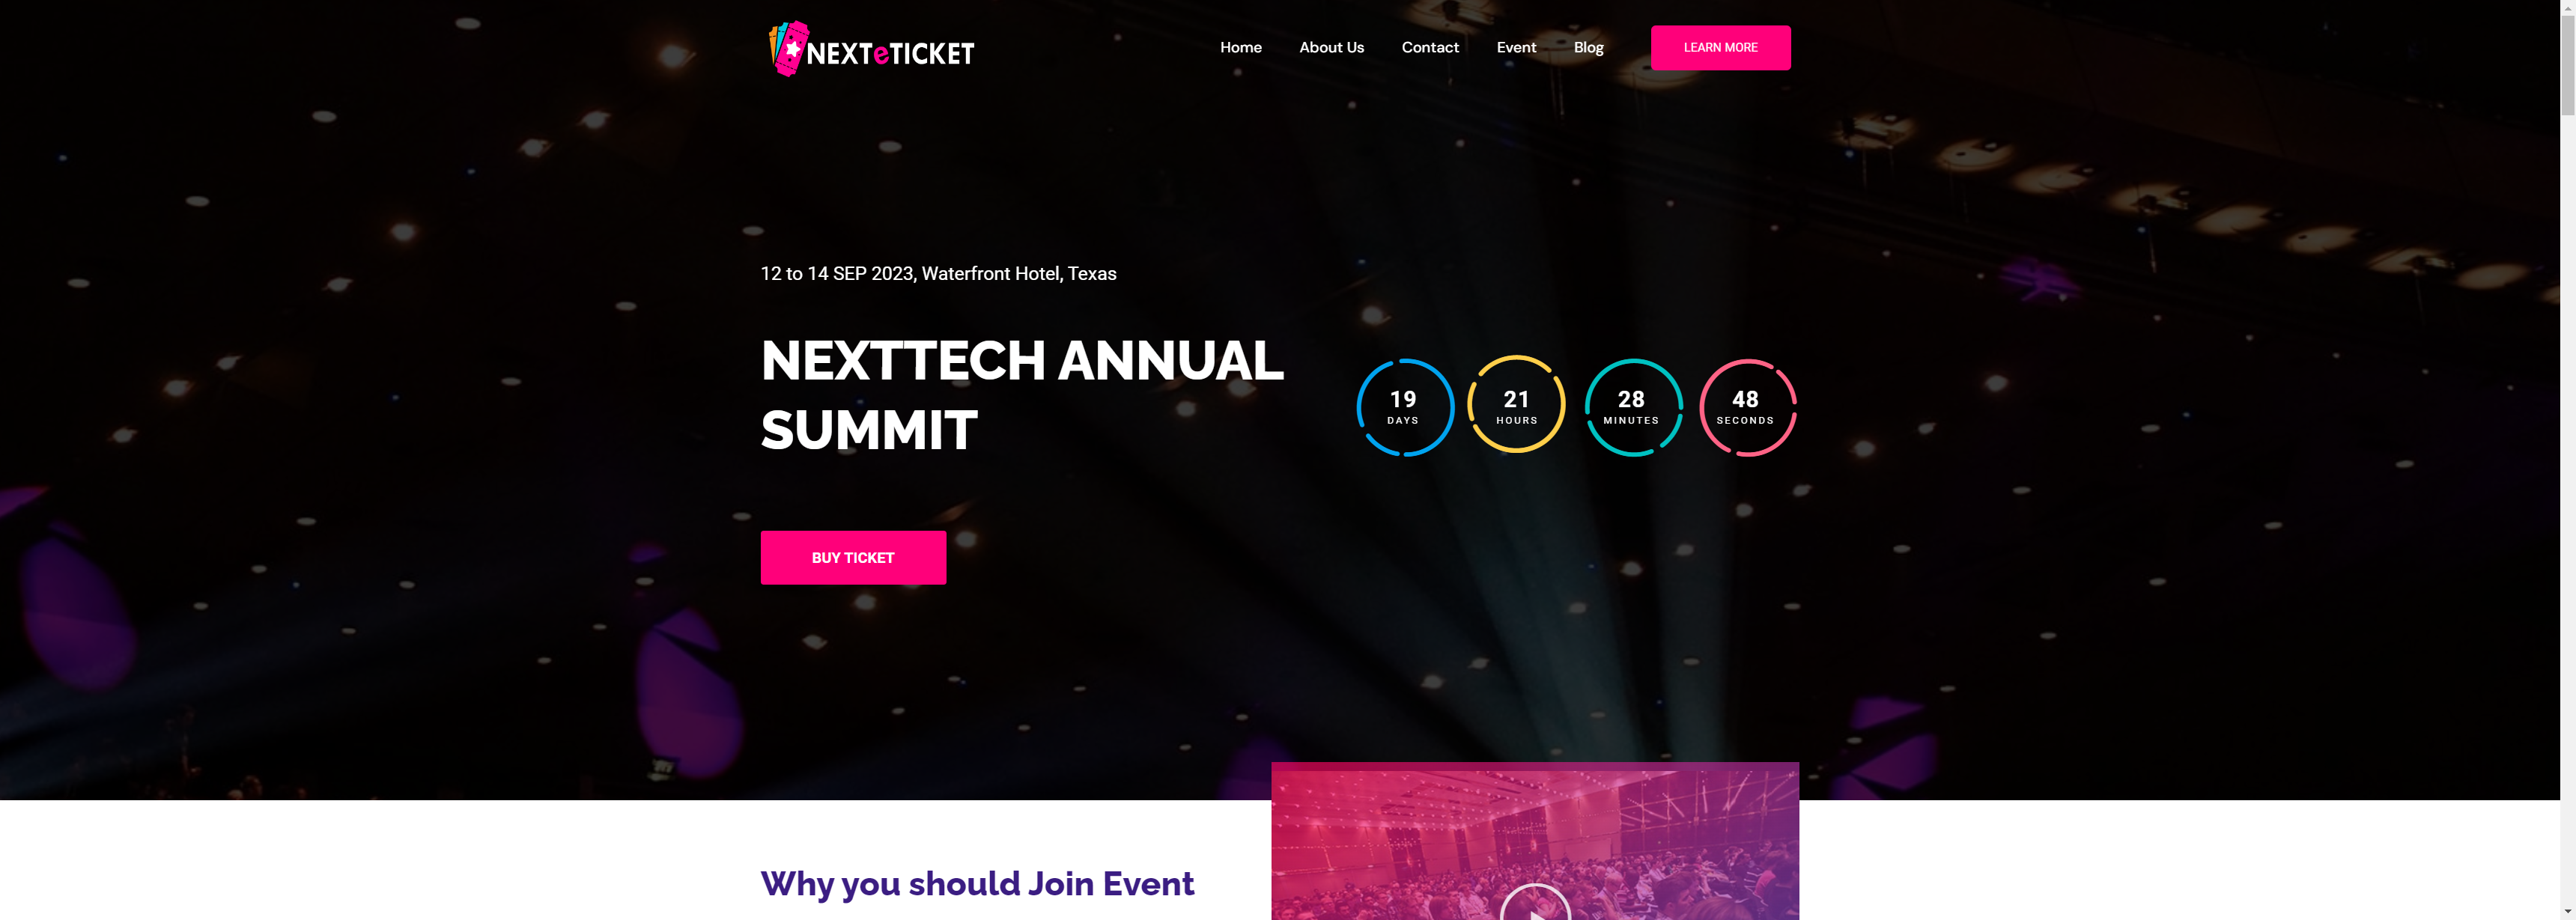 NEXTeTICKET
Home
About Us
Contact
Event
Blog
LEARN MORE
12 to 14 SEP 2023, Waterfront Hotel, Texas
NEXTTECH ANNUAL
SUMMIT
19
DAYS
21
HOURS
28
MINUTES
48
SECONDS
BUY TICKET
Why you should Join Event